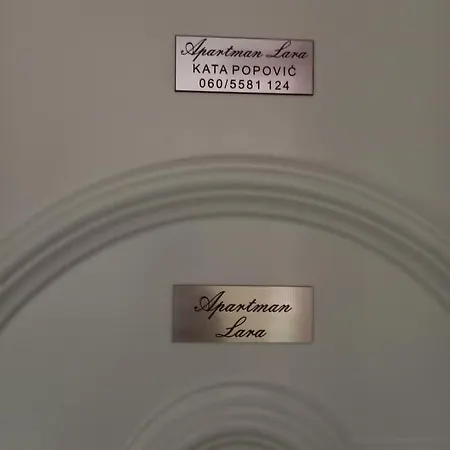 Apartman Lara
KATA POPOVIĆ
060/5581 124
Apartman
Lara